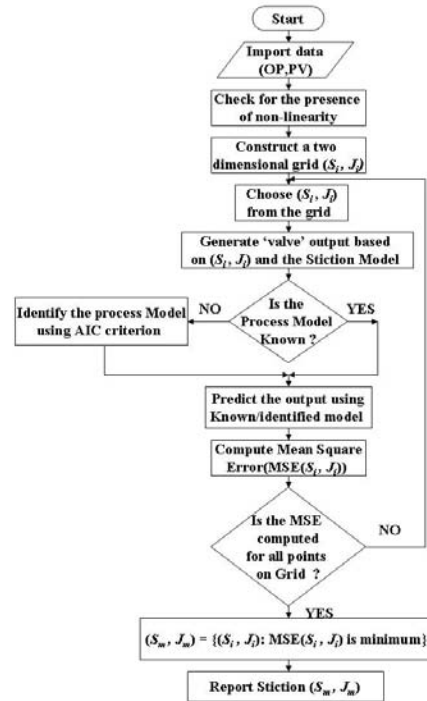 Start
Import data
(OP,PV)
Check for the presence
of non-linearity
Construct a two
dimensional grid (Si, Ji)
Choose (Si, Ji)
from the grid
Generate 'valve' output based
on (Si, Ji) and the Stiction Model
Is the
Process Model
Known ?
NO
YES
Identify the process Model
using AIC criterion
Predict the output using
Known/identified model
Compute Mean Square
Error(MSE(Si, Ji))
Is the MSE
computed
for all points
on Grid ?
NO
YES
(Sm, Jm) = {(Si, Ji): MSE(Si, Ji) is minimum}
Report Stiction (Sm, Jm)